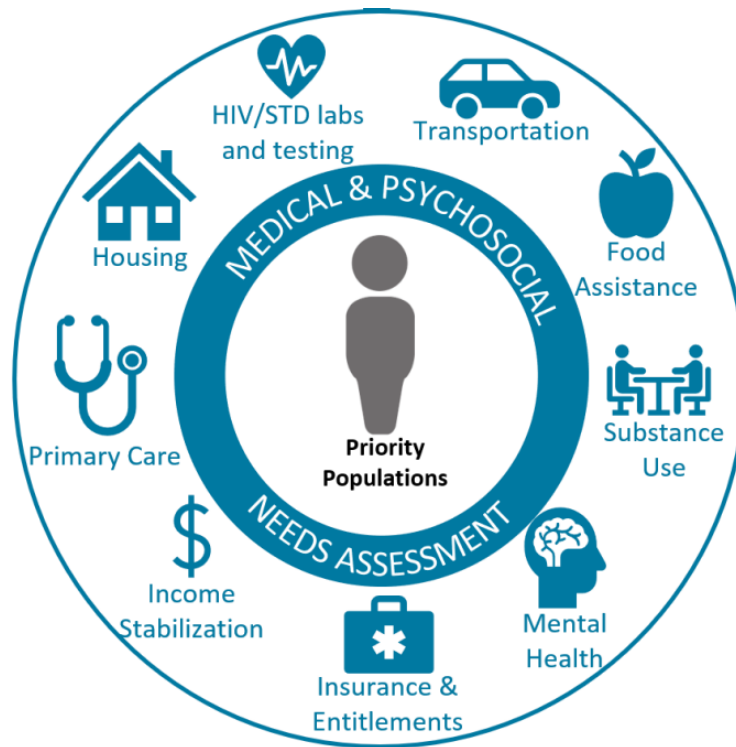 HIV/STD labs
and testing
Transportation
Food
Assistance
Substance
Use
Mental
Health
Insurance &
Entitlements
Income
Stabilization
Primary Care
Housing
MEDICAL & PSYCHOSOCIAL
NEEDS ASSESSMENT
Priority
Populations